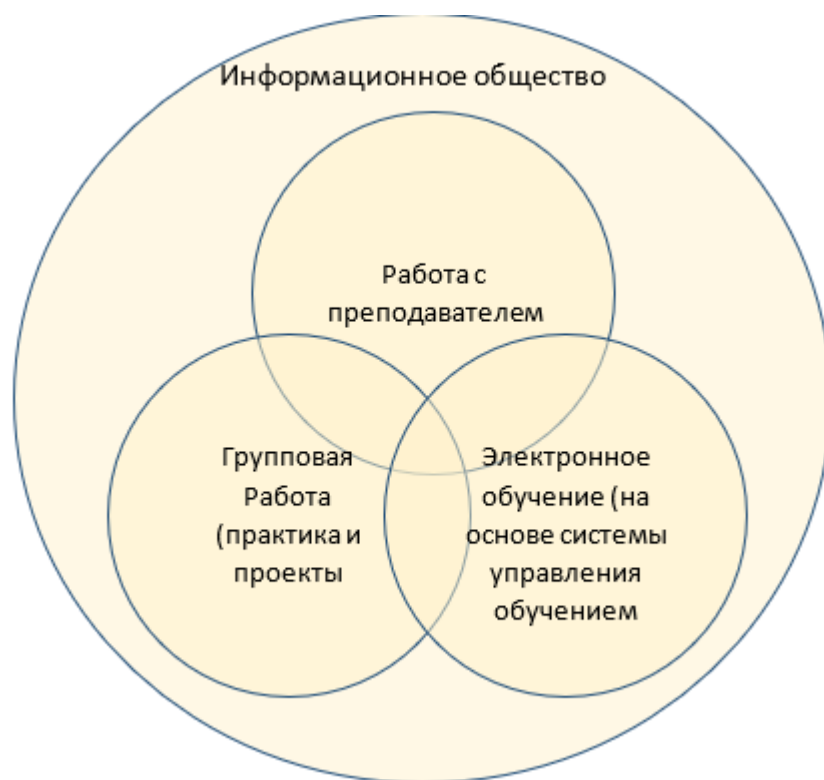 Информационное общество
Работа с
преподавателем
Групповая
Работа
(практика и
проекты
Электронное
обучение (на
основе системы
управления
обучением